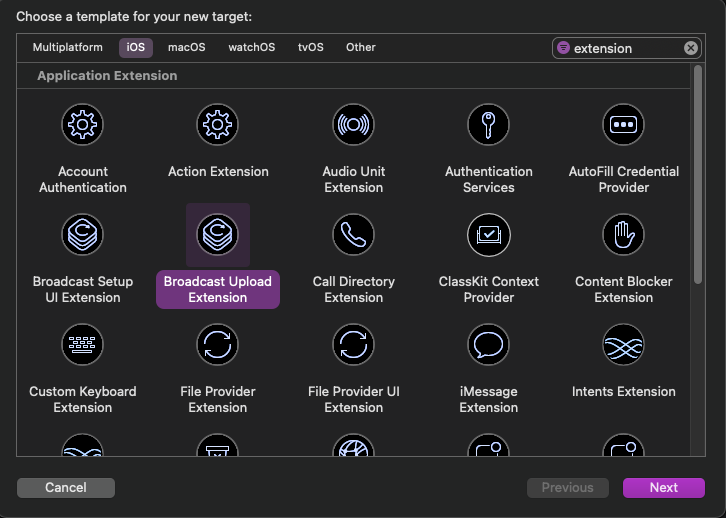 Choose a template for your new target:
Multiplatform iOS macOS watchOS tvOS Other extension
Application Extension
Account Authentication
Action Extension
Audio Unit Extension
Authentication Services
AutoFill Credential Provider
Broadcast Setup UI Extension
Broadcast Upload Extension
Call Directory Extension
ClassKit Context Provider
Content Blocker Extension
Custom Keyboard Extension
File Provider Extension
File Provider UI Extension
iMessage Extension
Intents Extension
Cancel Previous Next